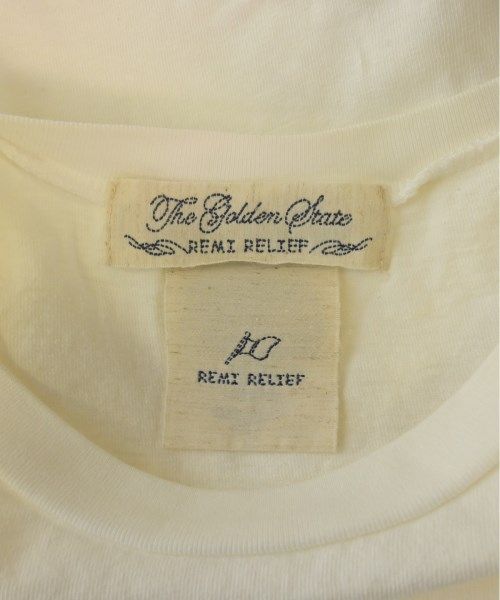 The Golden State
REMI RELIEF
REMI RELIEF